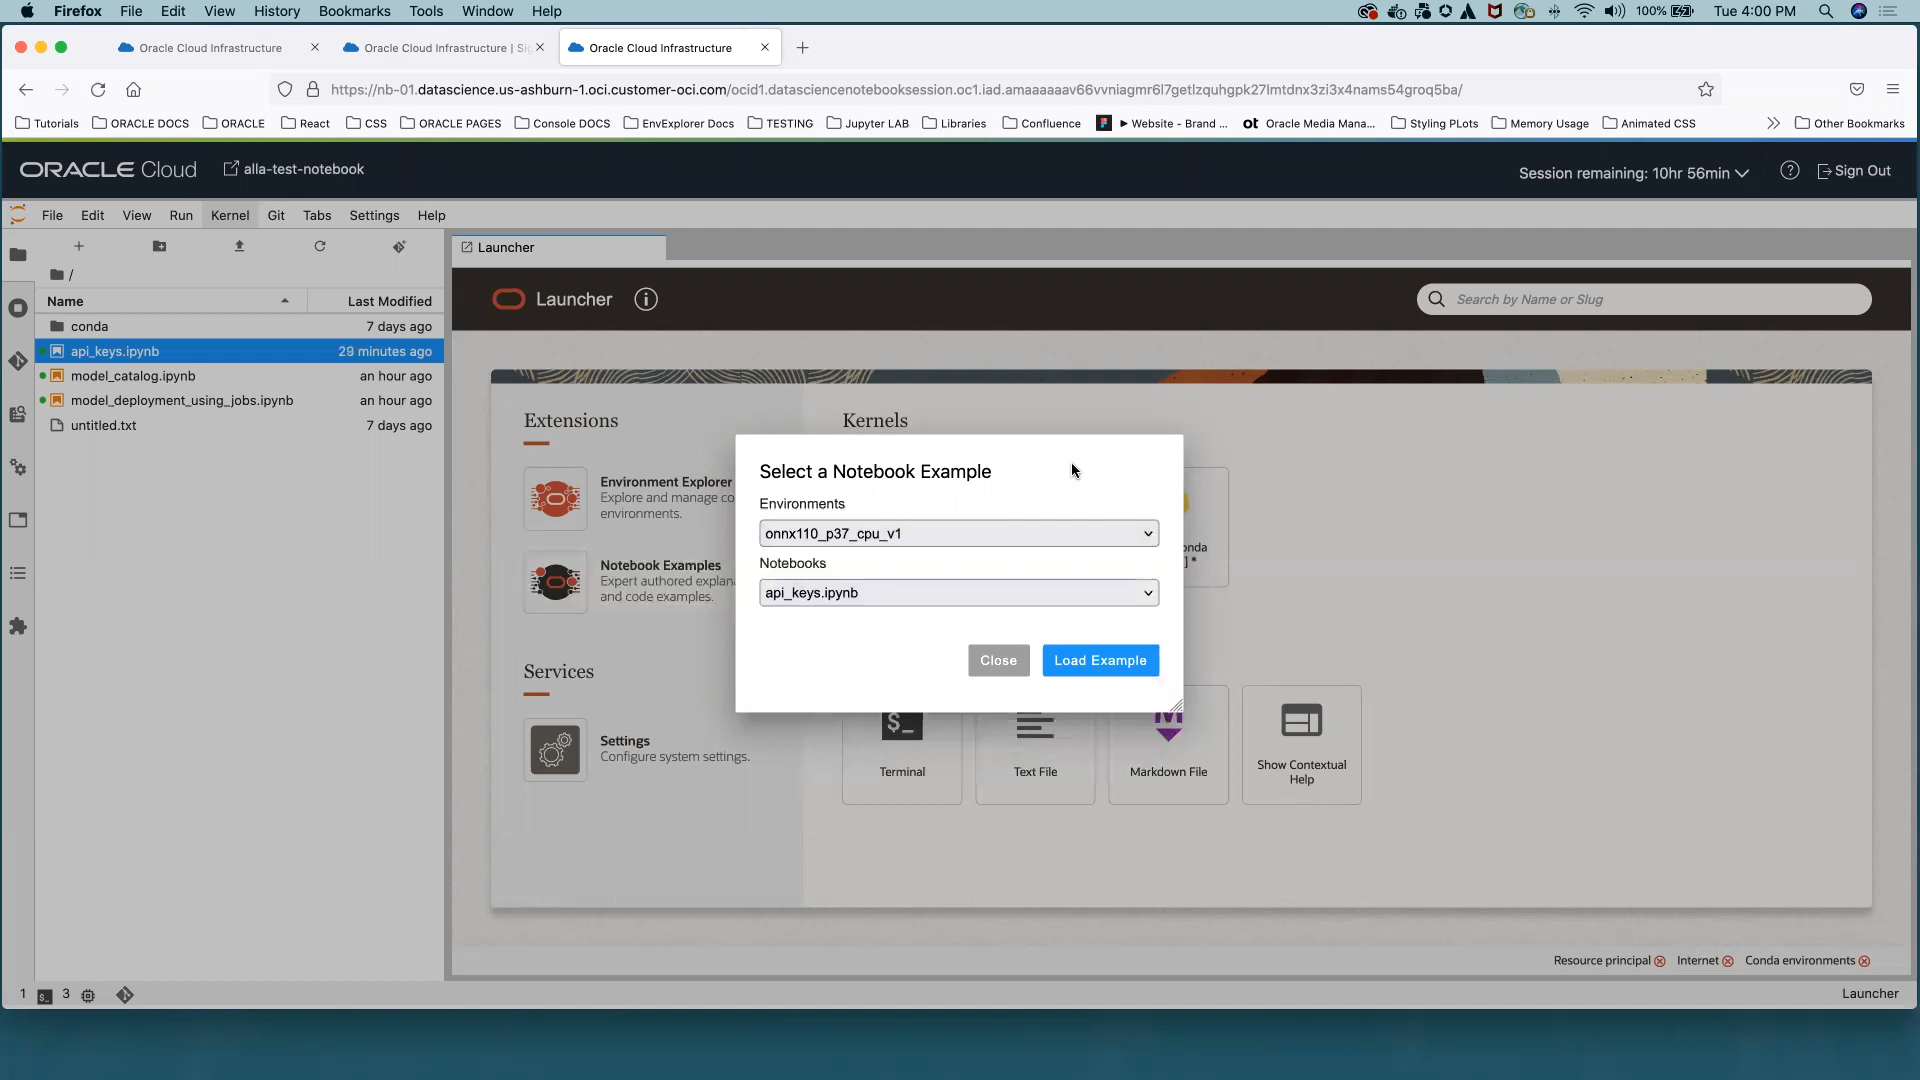 Firefox File Edit View History Bookmarks Tools Window Help 100% Tue 4:00 PM
Oracle Cloud Infrastructure Oracle Cloud Infrastructure | Sig Oracle Cloud Infrastructure
https://nb-01.datascience.us-ashburn-1.oci.customer-oci.com/ocid1.datasciencenotebooksession.oc1.iad.amaaaaaav66vvniagmr6l7getlzquhgpk27lmtdnx3zi3x4nams54groq5ba/
Tutorials ORACLE DOCS ORACLE React CSS ORACLE PAGES Console DOCS EnvExplorer Docs TESTING Jupyter LAB Libraries Confluence ► Website - Brand ... ot Oracle Media Mana... Styling PLots Memory Usage Animated CSS Other Bookmarks
ORACLE Cloud alla-test-notebook Session remaining: 10hr 56min Sign Out
File Edit View Run Kernel Git Tabs Settings Help
Launcher
/
Name Last Modified
conda 7 days ago
api_keys.ipynb 29 minutes ago
model_catalog.ipynb an hour ago
model_deployment_using_jobs.ipynb an hour ago
untitled.txt 7 days ago
Launcher Search by Name or Slug
Extensions
Environment Explorer
Explore and manage co
environments.
Notebook Examples
Expert authored explan
and code examples.
Services
Settings
Configure system settings.
Kernels
onda
] *
Select a Notebook Example
Environments
onnx110_p37_cpu_v1
Notebooks
api_keys.ipynb
Close Load Example
$_
M
Terminal
Text File
Markdown File
Show Contextual
Help
Resource principal Internet Conda environments
1 $_ 3 Launcher